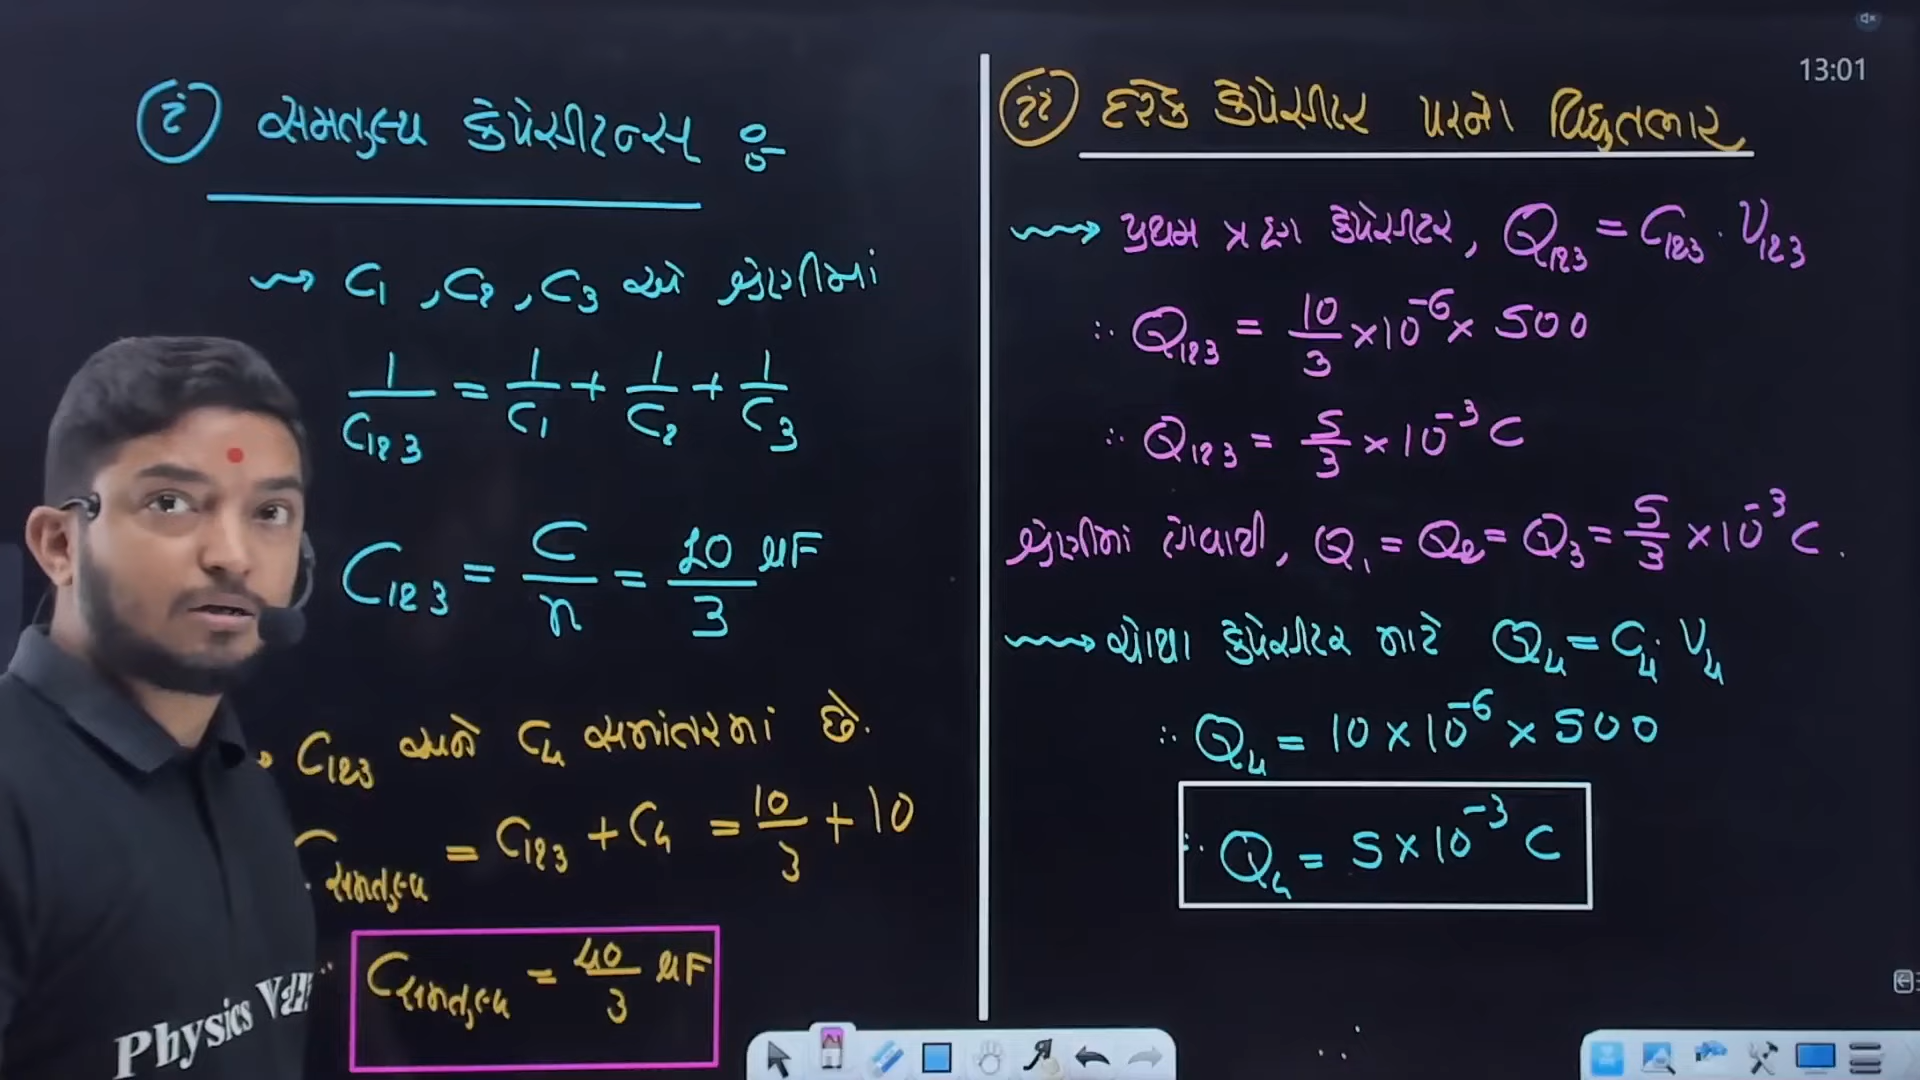 (i) સમતુલ્ય કેપેસીટન્સ :-
⇝ C₁, C₂, C₃ એ શ્રેણીમાં
1/C₁₂₃ = 1/C₁ + 1/C₂ + 1/C₃
C₁₂₃ = C/n = 10/3 μF
• C₁₂₃ અને C₄ સમાંતરમાં છે.
C સમતુલ્ય = C₁₂₃ + C₄ = 10/3 + 10
C સમતુલ્ય = 40/3 μF
Physics
13:01
(ii) દરેક કેપેસીટર પરનો વિદ્યુતભાર
⇝ પ્રથમ ત્રણ કેપેસીટર, Q₁₂₃ = C₁₂₃ · V₁₂₃
∴ Q₁₂₃ = 10/3 × 10⁻⁶ × 500
∴ Q₁₂₃ = 5/3 × 10⁻³ C
શ્રેણીમાં હોવાથી, Q₁ = Q₂ = Q₃ = 5/3 × 10⁻³ C.
⇝ ચોથા કેપેસીટર માટે Q₄ = C₄ · V₄
∴ Q₄ = 10 × 10⁻⁶ × 500
∴ Q₄ = 5 × 10⁻³ C